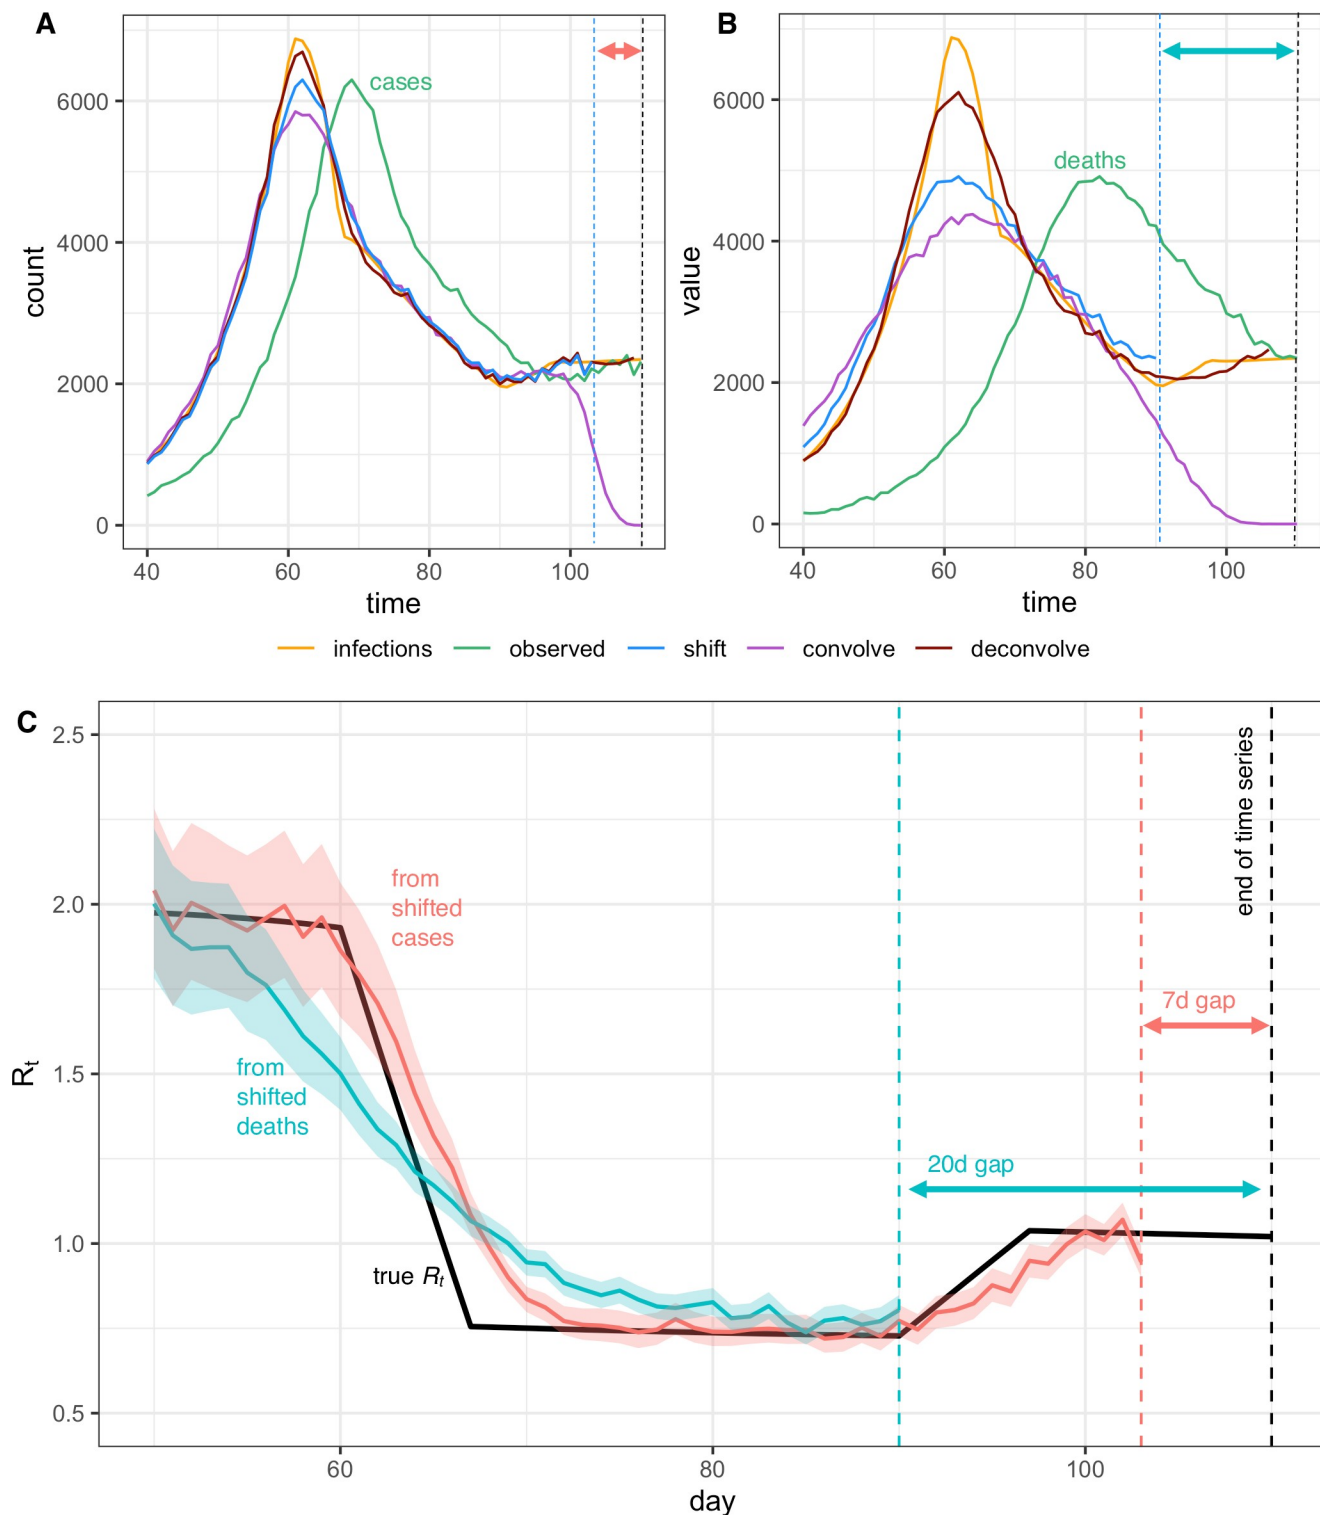 A
B
cases
deaths
6000
4000
2000
0
count
40
60
80
100
time
6000
4000
2000
0
value
40
60
80
100
time
infections
observed
shift
convolve
deconvolve
C
2.5
2.0
1.5
1.0
0.5
Rt
from
shifted
cases
from
shifted
deaths
true Rt
end of time series
7d gap
20d gap
60
80
100
day